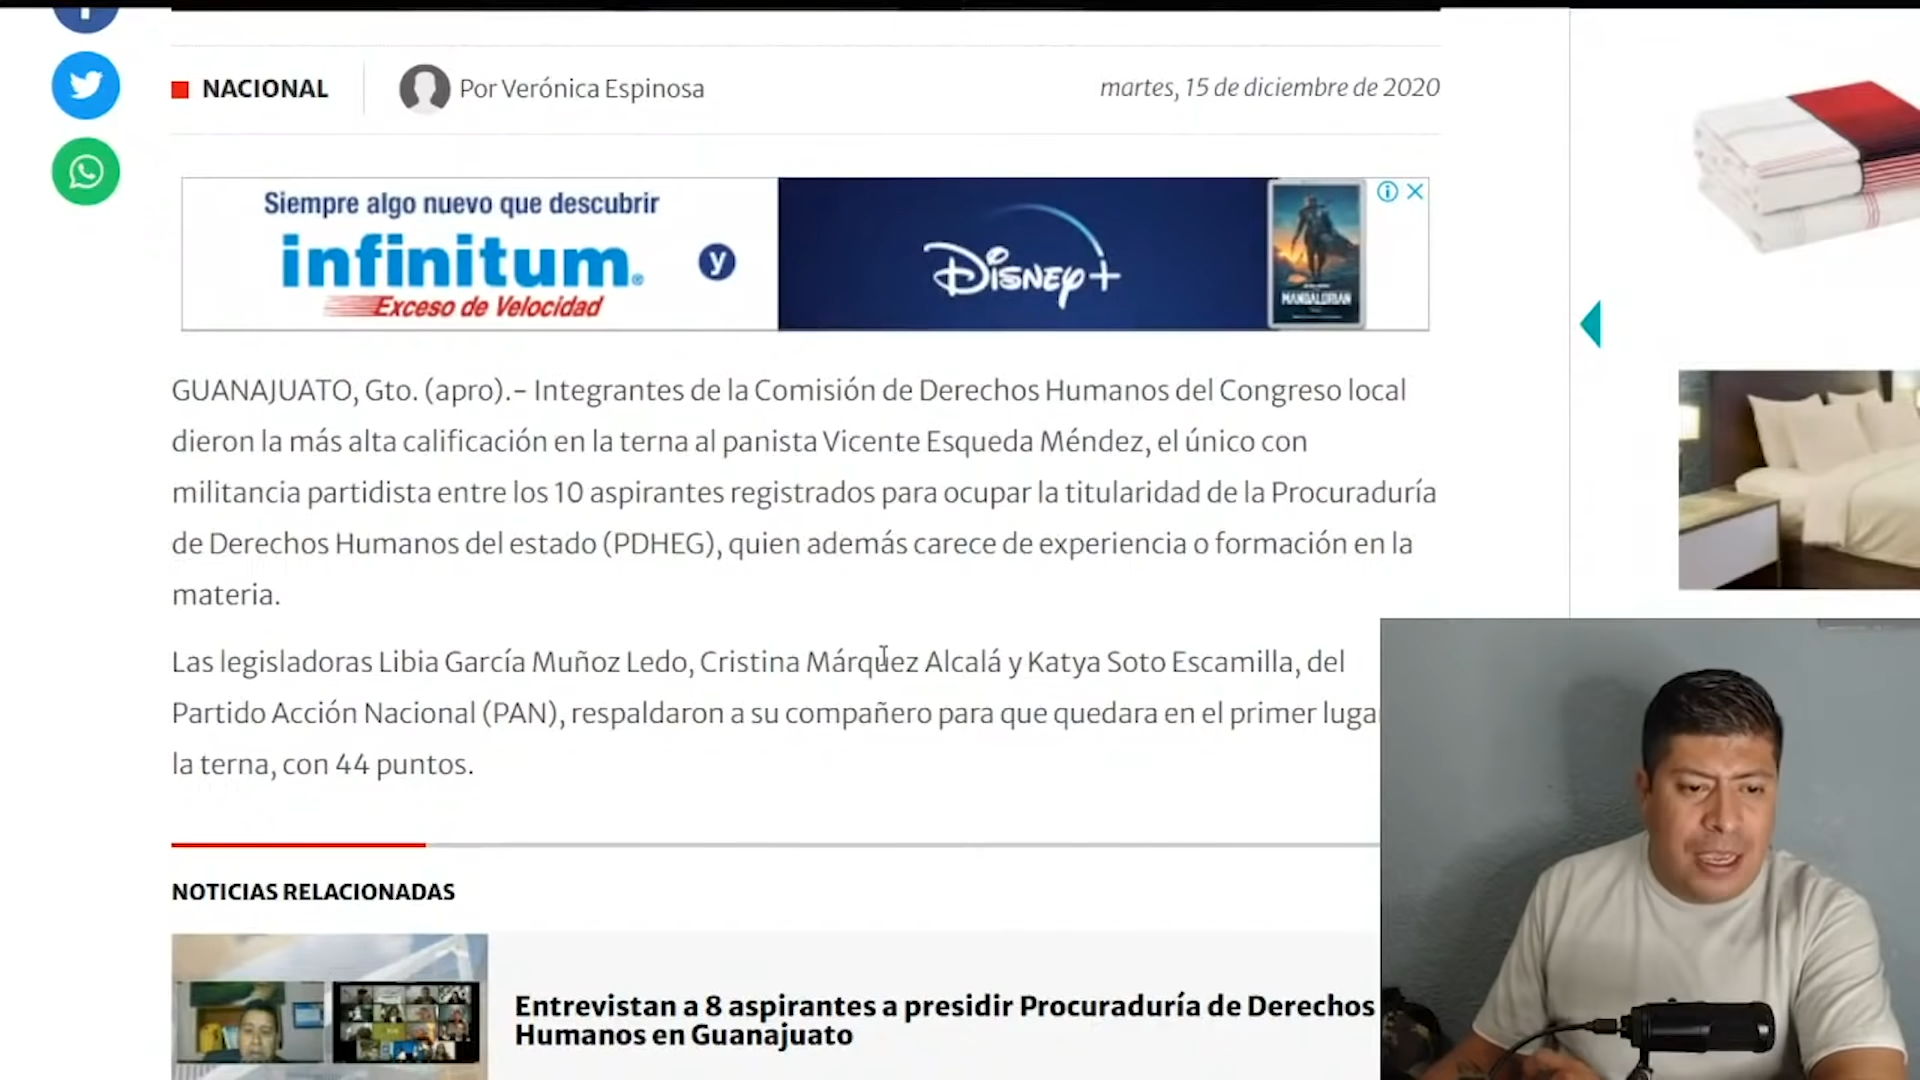 NACIONAL
Por Verónica Espinosa
martes, 15 de diciembre de 2020
Siempre algo nuevo que descubrir
infinitum®
Exceso de Velocidad
y
Disney+
MANDALORIAN
GUANAJUATO, Gto. (apro).- Integrantes de la Comisión de Derechos Humanos del Congreso local
dieron la más alta calificación en la terna al panista Vicente Esqueda Méndez, el único con
militancia partidista entre los 10 aspirantes registrados para ocupar la titularidad de la Procuraduría
de Derechos Humanos del estado (PDHEG), quien además carece de experiencia o formación en la
materia.
Las legisladoras Libia García Muñoz Ledo, Cristina Márquez Alcalá y Katya Soto Escamilla, del
Partido Acción Nacional (PAN), respaldaron a su compañero para que quedara en el primer luga
la terna, con 44 puntos.
NOTICIAS RELACIONADAS
Entrevistan a 8 aspirantes a presidir Procuraduría de Derechos
Humanos en Guanajuato